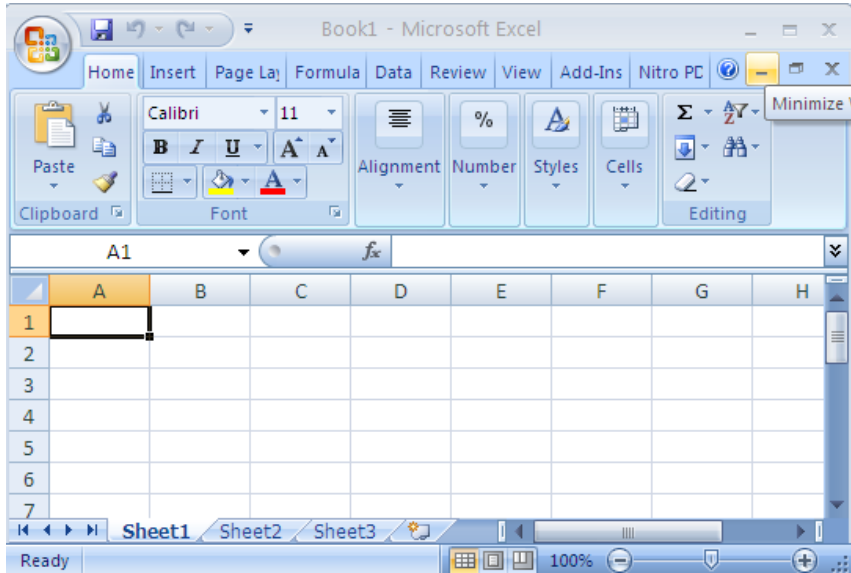 Book1 - Microsoft Excel
Home Insert Page Lay Formula Data Review View Add-Ins Nitro PD
Minimize
Calibri 11
B I U A A
Paste
Alignment Number Styles Cells
% A Σ A Z
Clipboard Font Editing
A1 fx
A B C D E F G H
1
2
3
4
5
6
7
Sheet1 Sheet2 Sheet3
Ready 100%